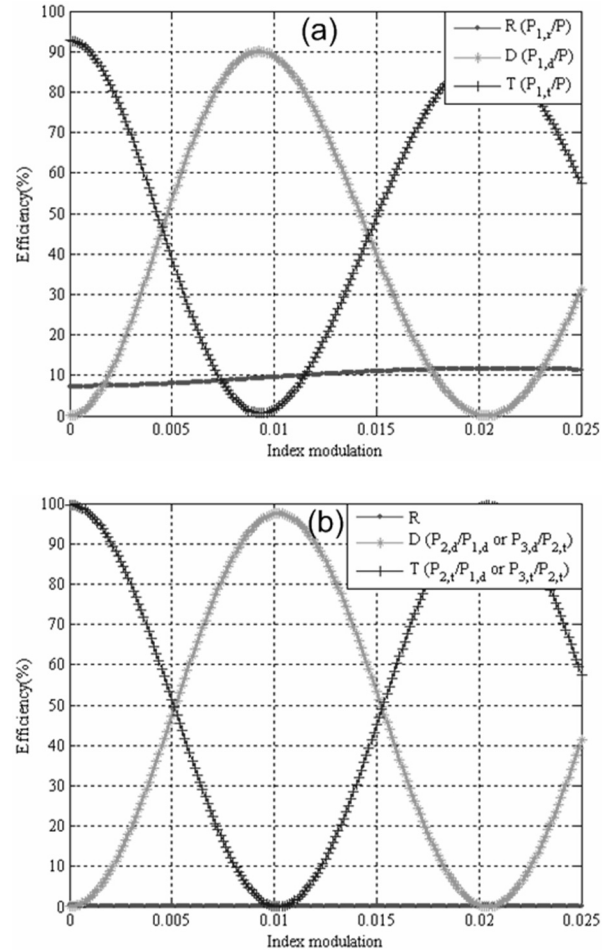 (a)
R (P1,r/P)
D (P1,d/P)
T (P1,t/P)
Efficiency(%)
100
90
80
70
60
50
40
30
20
10
0
0 0.005 0.01 0.015 0.02 0.025
Index modulation
(b)
R
D (P2,d/P1,d or P3,d/P2,t)
T (P2,t/P1,d or P3,t/P2,t)
Efficiency(%)
100
90
80
70
60
50
40
30
20
10
0
0 0.005 0.01 0.015 0.02 0.025
Index modulation